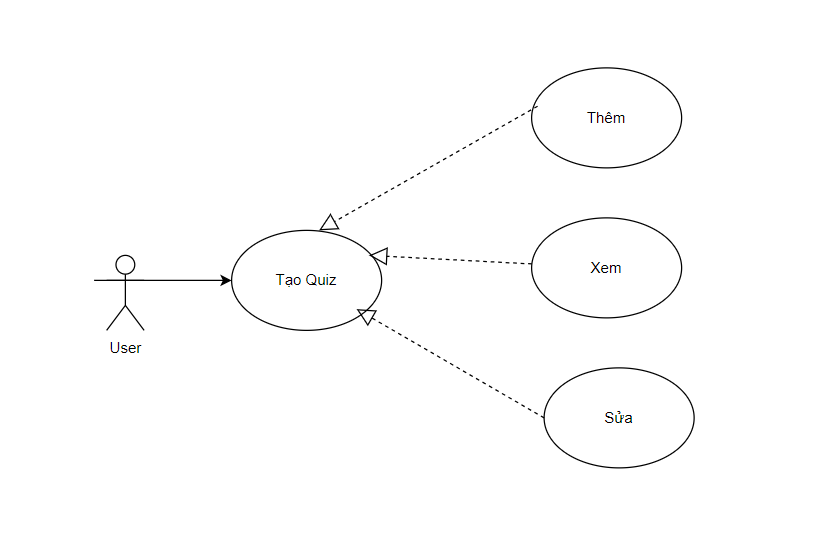 Thêm
Xem
Tạo Quiz
User
Sửa